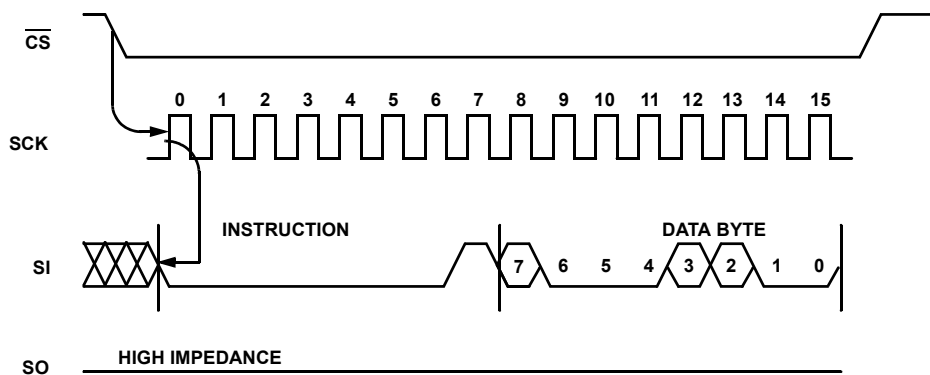 CS
0 1 2 3 4 5 6 7 8 9 10 11 12 13 14 15
SCK
INSTRUCTION DATA BYTE
SI 7 6 5 4 3 2 1 0
HIGH IMPEDANCE
SO